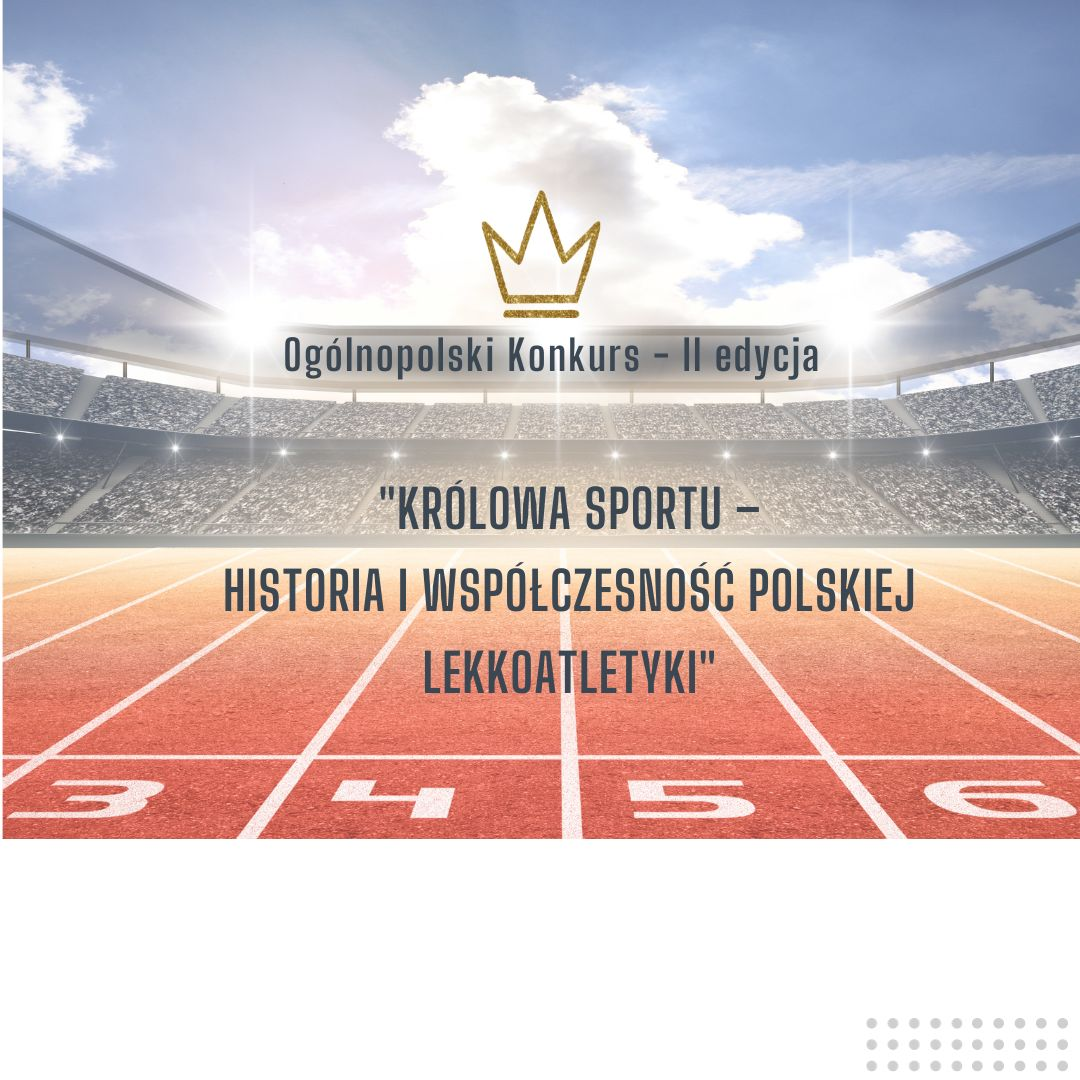 Ogólnopolski Konkurs - II edycja
"KRÓLOWA SPORTU –
HISTORIA I WSPÓŁCZESNOŚĆ POLSKIEJ
LEKKOATLETYKI"
3 4 5 6